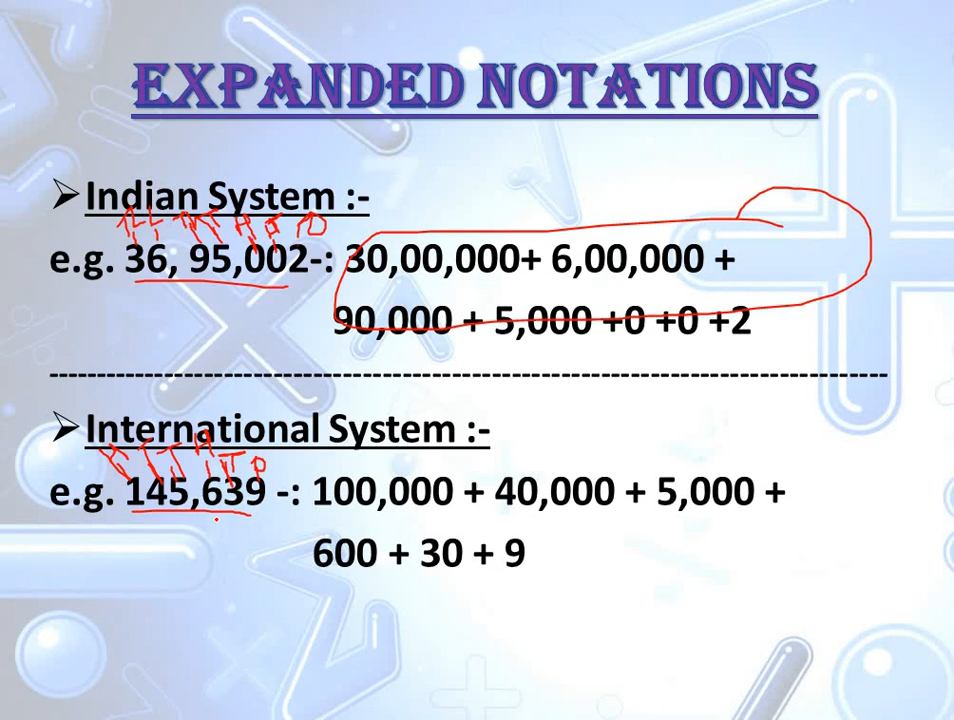 EXPANDED NOTATIONS
Indian System :-
e.g. 36, 95,002-: 30,00,000+ 6,00,000 +
90,000 + 5,000 +0 +0 +2
--------------------------------------------------------------------------------
International System :-
e.g. 145,639 -: 100,000 + 40,000 + 5,000 +
600 + 30 + 9